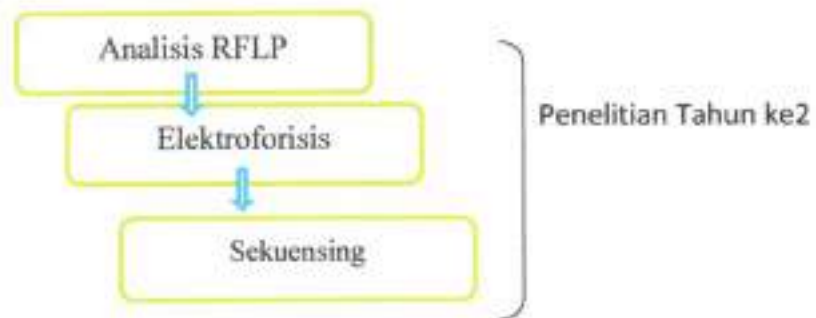 Analisis RFLP
Penelitian Tahun ke2
Elektroforisis
Sekuensing